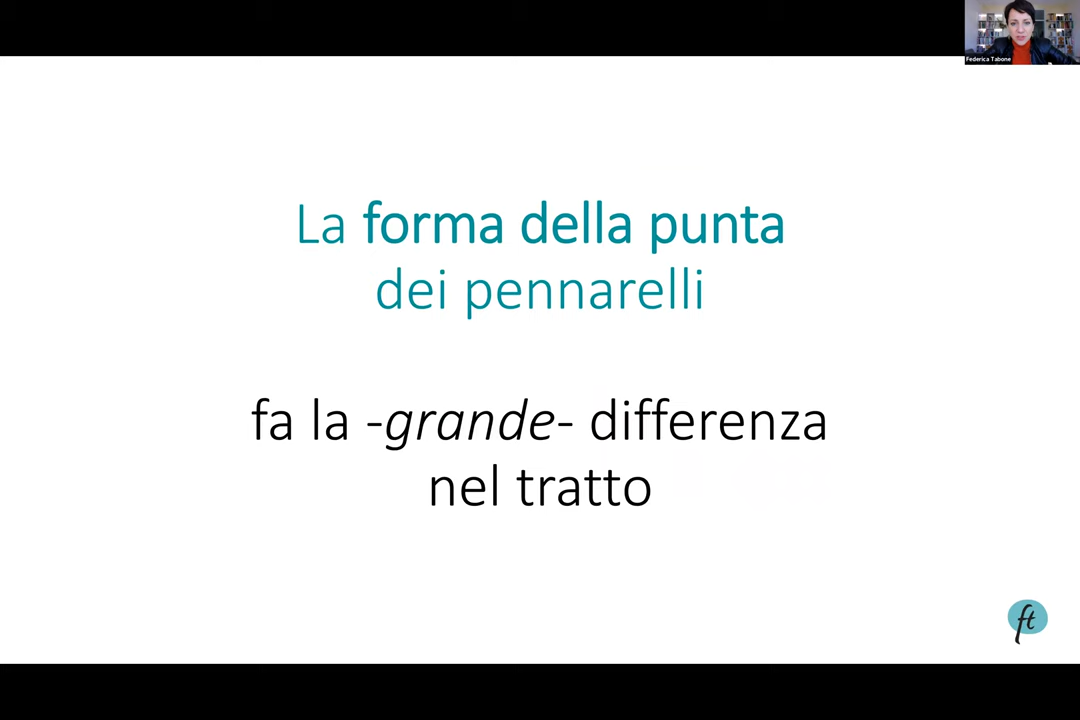 Federica Tabone
La forma della punta
dei pennarelli
fa la -grande- differenza
nel tratto
ft